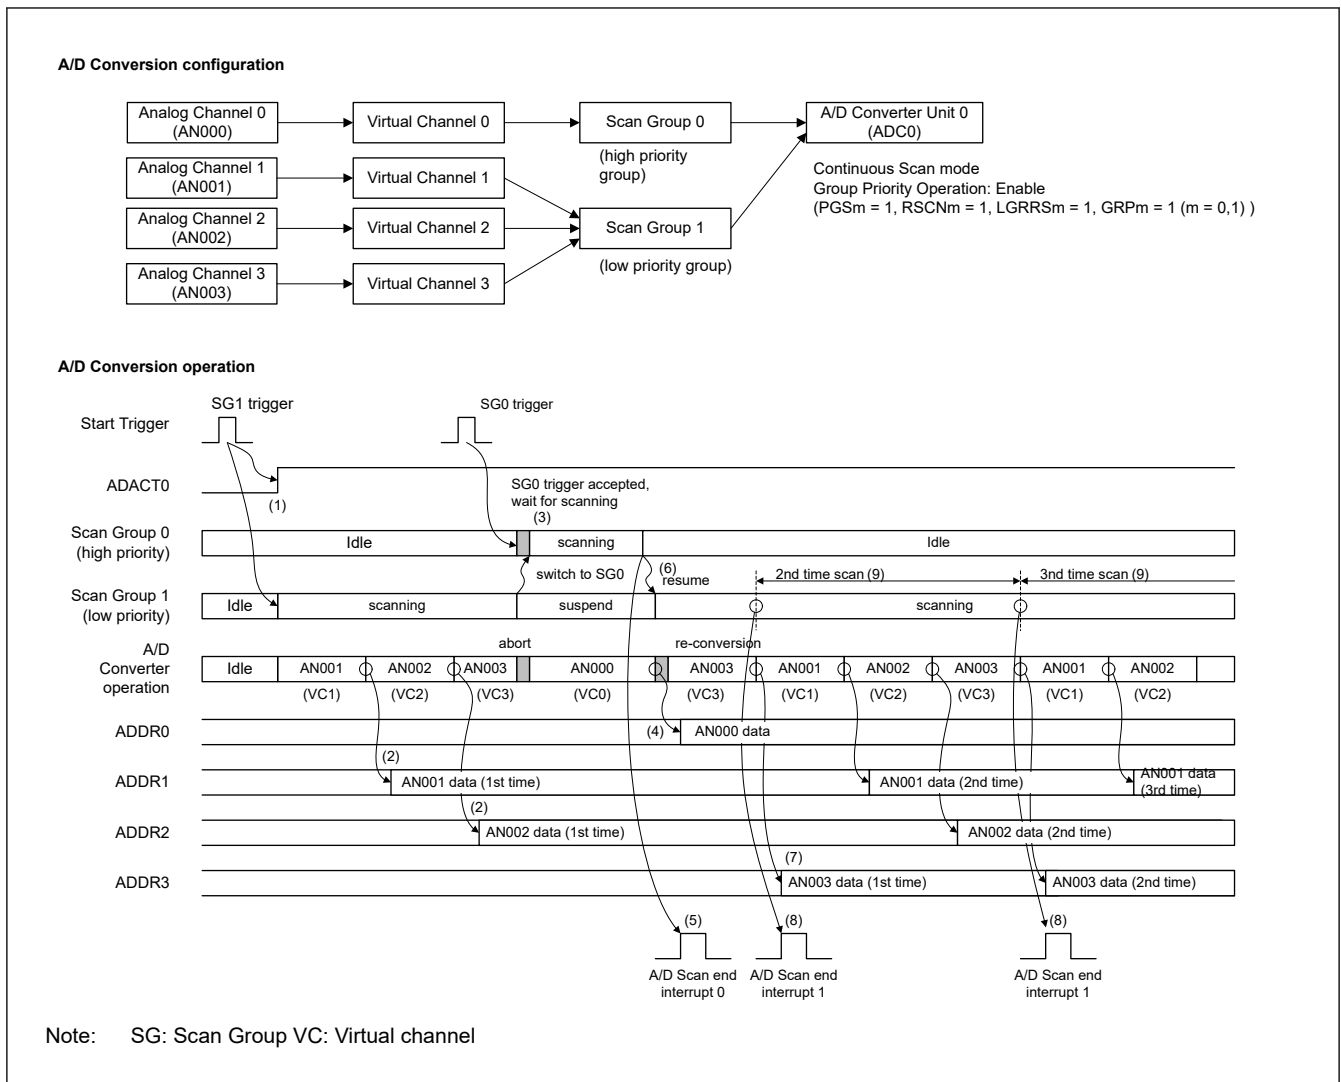 A/D Conversion configuration
Analog Channel 0
(AN000)
Virtual Channel 0
Scan Group 0
A/D Converter Unit 0
(ADC0)
(high priority
group)
Analog Channel 1
(AN001)
Virtual Channel 1
Continuous Scan mode
Group Priority Operation: Enable
(PGSm = 1, RSCNm = 1, LGRRSm = 1, GRPm = 1 (m = 0,1) )
Analog Channel 2
(AN002)
Virtual Channel 2
Scan Group 1
(low priority group)
Analog Channel 3
(AN003)
Virtual Channel 3
A/D Conversion operation
SG1 trigger
SG0 trigger
Start Trigger
ADACT0
(1)
SG0 trigger accepted,
wait for scanning
(3)
Scan Group 0
(high priority)
Idle
scanning
Idle
switch to SG0
(6)
resume
2nd time scan (9)
3nd time scan (9)
Scan Group 1
(low priority)
Idle
scanning
suspend
scanning
abort
re-conversion
A/D
Converter
operation
Idle
AN001
AN002
AN003
AN000
AN003
AN001
AN002
AN003
AN001
AN002
(VC1)
(VC2)
(VC3)
(VC0)
(VC3)
(VC1)
(VC2)
(VC3)
(VC1)
(VC2)
ADDR0
(4)
AN000 data
(2)
ADDR1
AN001 data (1st time)
AN001 data (2nd time)
AN001 data
(3rd time)
(2)
ADDR2
AN002 data (1st time)
AN002 data (2nd time)
(7)
ADDR3
AN003 data (1st time)
AN003 data (2nd time)
(5)
(8)
(8)
A/D Scan end
interrupt 0
A/D Scan end
interrupt 1
A/D Scan end
interrupt 1
Note: SG: Scan Group VC: Virtual channel